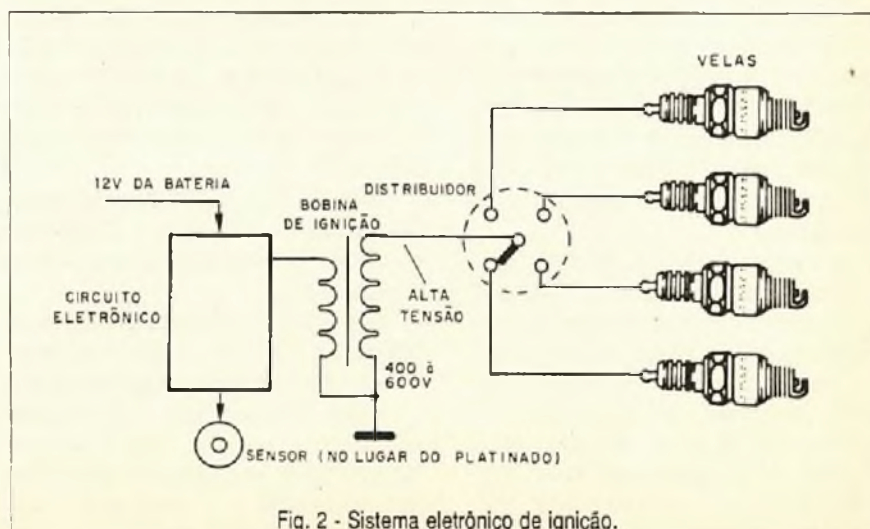 VELAS
12V DA BATERIA
DISTRIBUIDOR
BOBINA
DE IGNIÇÃO
CIRCUITO
ELETRÔNICO
ALTA
TENSÃO
400 à
600V
SENSOR (NO LUGAR DO PLATINADO)
Fig. 2 - Sistema eletrônico de ignição.